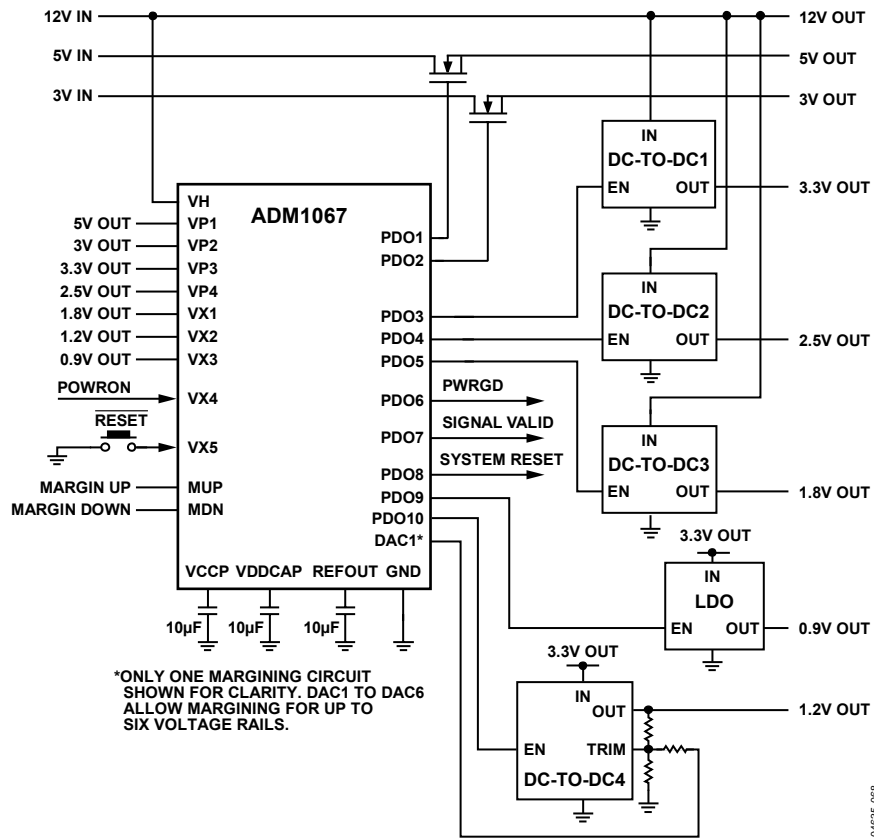 12V IN
12V OUT
5V IN
5V OUT
3V IN
3V OUT
IN
DC-TO-DC1
EN OUT
3.3V OUT
VH
ADM1067
5V OUT
VP1
3V OUT
VP2
3.3V OUT
VP3
2.5V OUT
VP4
1.8V OUT
VX1
1.2V OUT
VX2
0.9V OUT
VX3
POWRON
VX4
RESET
VX5
MARGIN UP
MUP
MARGIN DOWN
MDN
PDO1
PDO2
PDO3
PDO4
PDO5
PDO6
PWRGD
PDO7
SIGNAL VALID
PDO8
SYSTEM RESET
PDO9
PDO10
DAC1*
VCCP VDDCAP REFOUT GND
10µF 10µF 10µF
IN
DC-TO-DC2
EN OUT
2.5V OUT
IN
DC-TO-DC3
EN OUT
1.8V OUT
3.3V OUT
IN
LDO
EN OUT
0.9V OUT
3.3V OUT
IN
OUT
1.2V OUT
EN TRIM
DC-TO-DC4
*ONLY ONE MARGINING CIRCUIT
SHOWN FOR CLARITY. DAC1 TO DAC6
ALLOW MARGINING FOR UP TO
SIX VOLTAGE RAILS.
04635-068